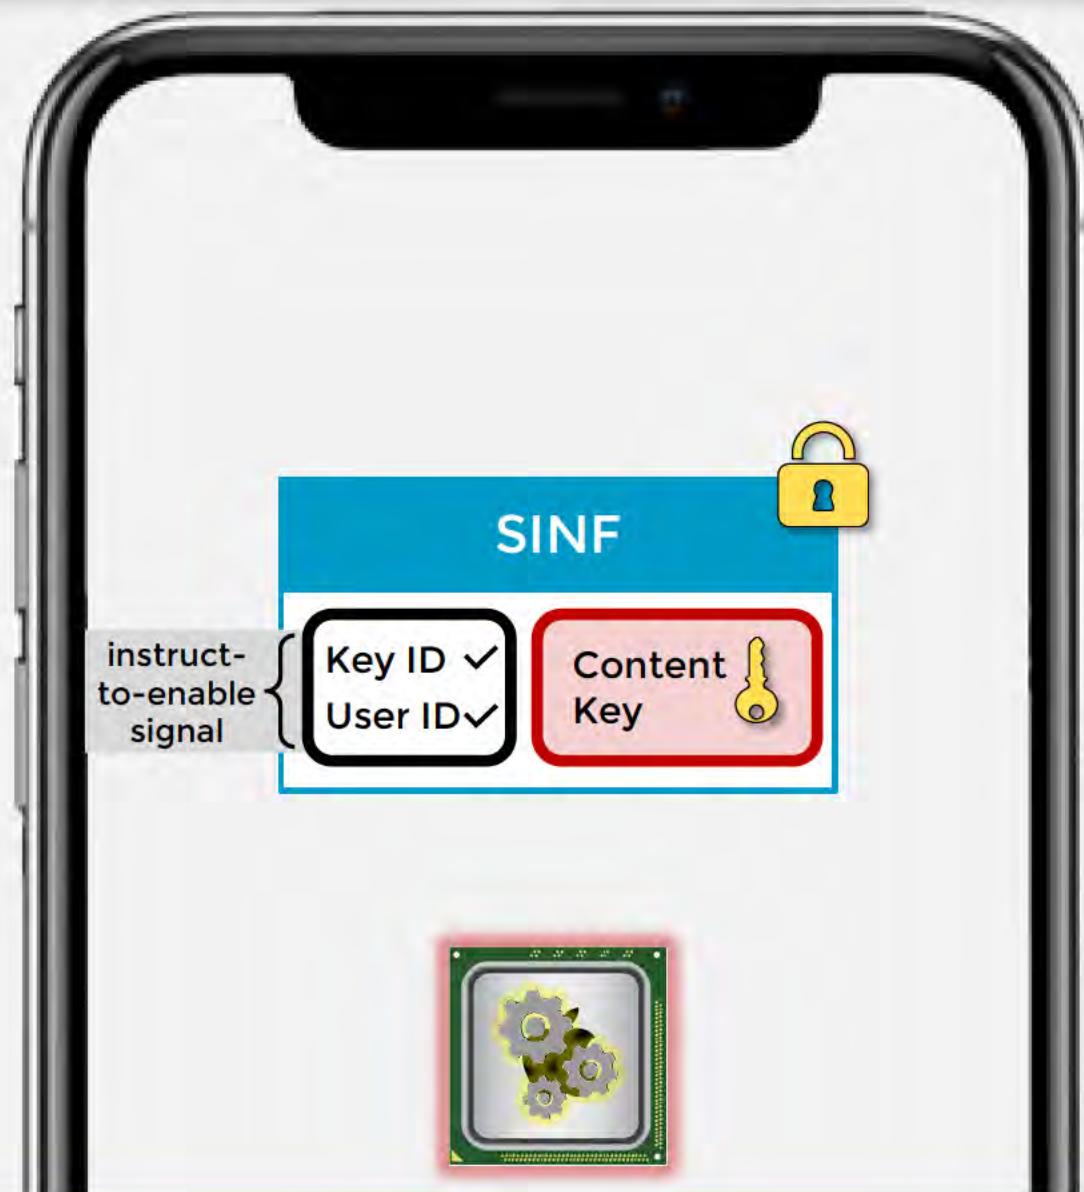 SINF
instruct-
to-enable
signal
Key ID ✓
User ID✓
Content
Key